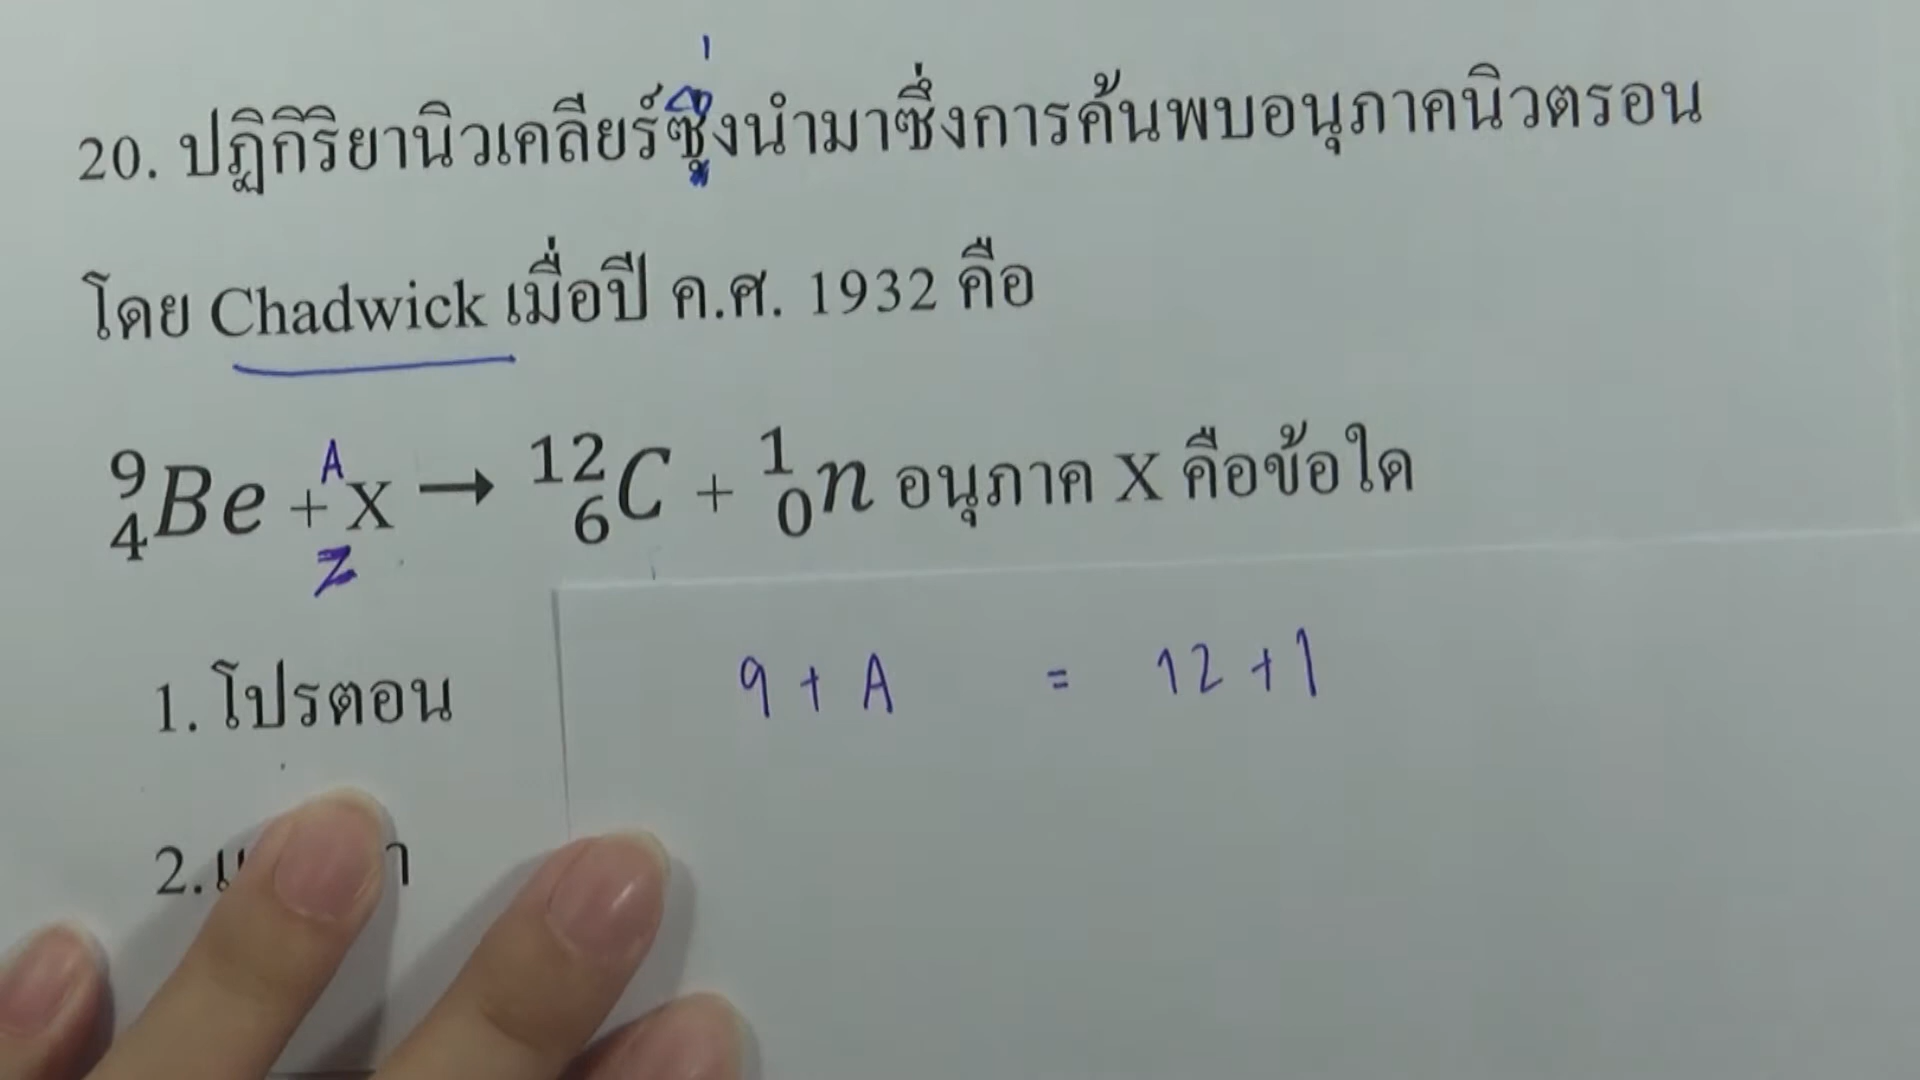 20. ปฏิกิริยานิวเคลียร์ซึ่งนำมาซึ่งการค้นพบอนุภาคนิวตรอน
โดย Chadwick เมื่อปี ค.ศ. 1932 คือ
⁹₄Be + ᴬ_Z X → ¹²₆C + ¹₀n อนุภาค X คือข้อใด
1. โปรตอน
9 + A = 12 + 1
2.